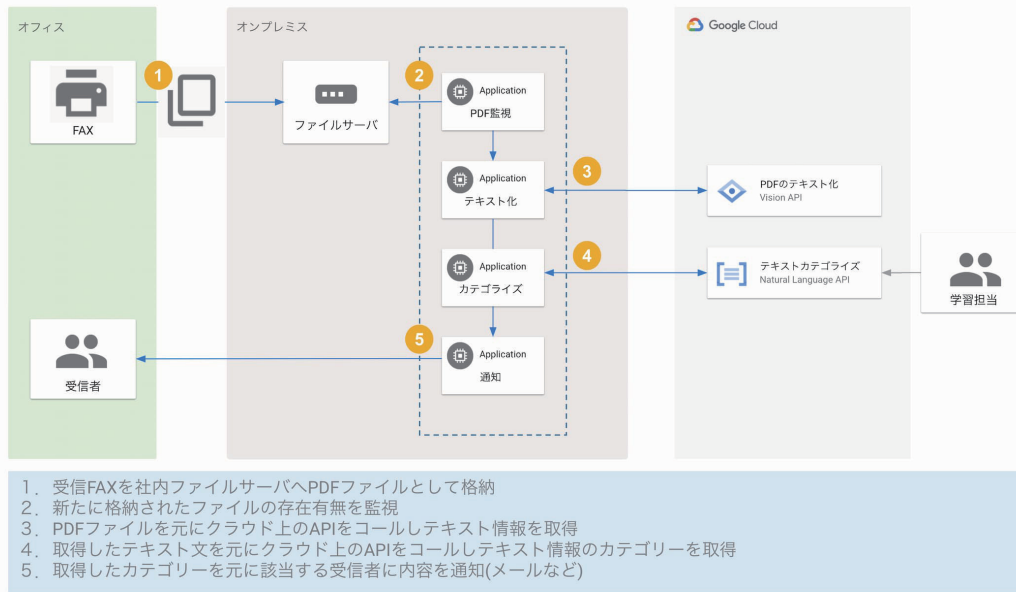 オフィス
オンプレミス
Google Cloud
1
FAX
ファイルサーバ
2
Application
PDF監視
3
Application
テキスト化
PDFのテキスト化
Vision API
4
Application
カテゴライズ
テキストカテゴライズ
Natural Language API
学習担当
5
Application
通知
受信者
1．受信FAXを社内ファイルサーバへPDFファイルとして格納
2．新たに格納されたファイルの存在有無を監視
3．PDFファイルを元にクラウド上のAPIをコールしテキスト情報を取得
4．取得したテキスト文を元にクラウド上のAPIをコールしテキスト情報のカテゴリーを取得
5．取得したカテゴリーを元に該当する受信者に内容を通知(メールなど)